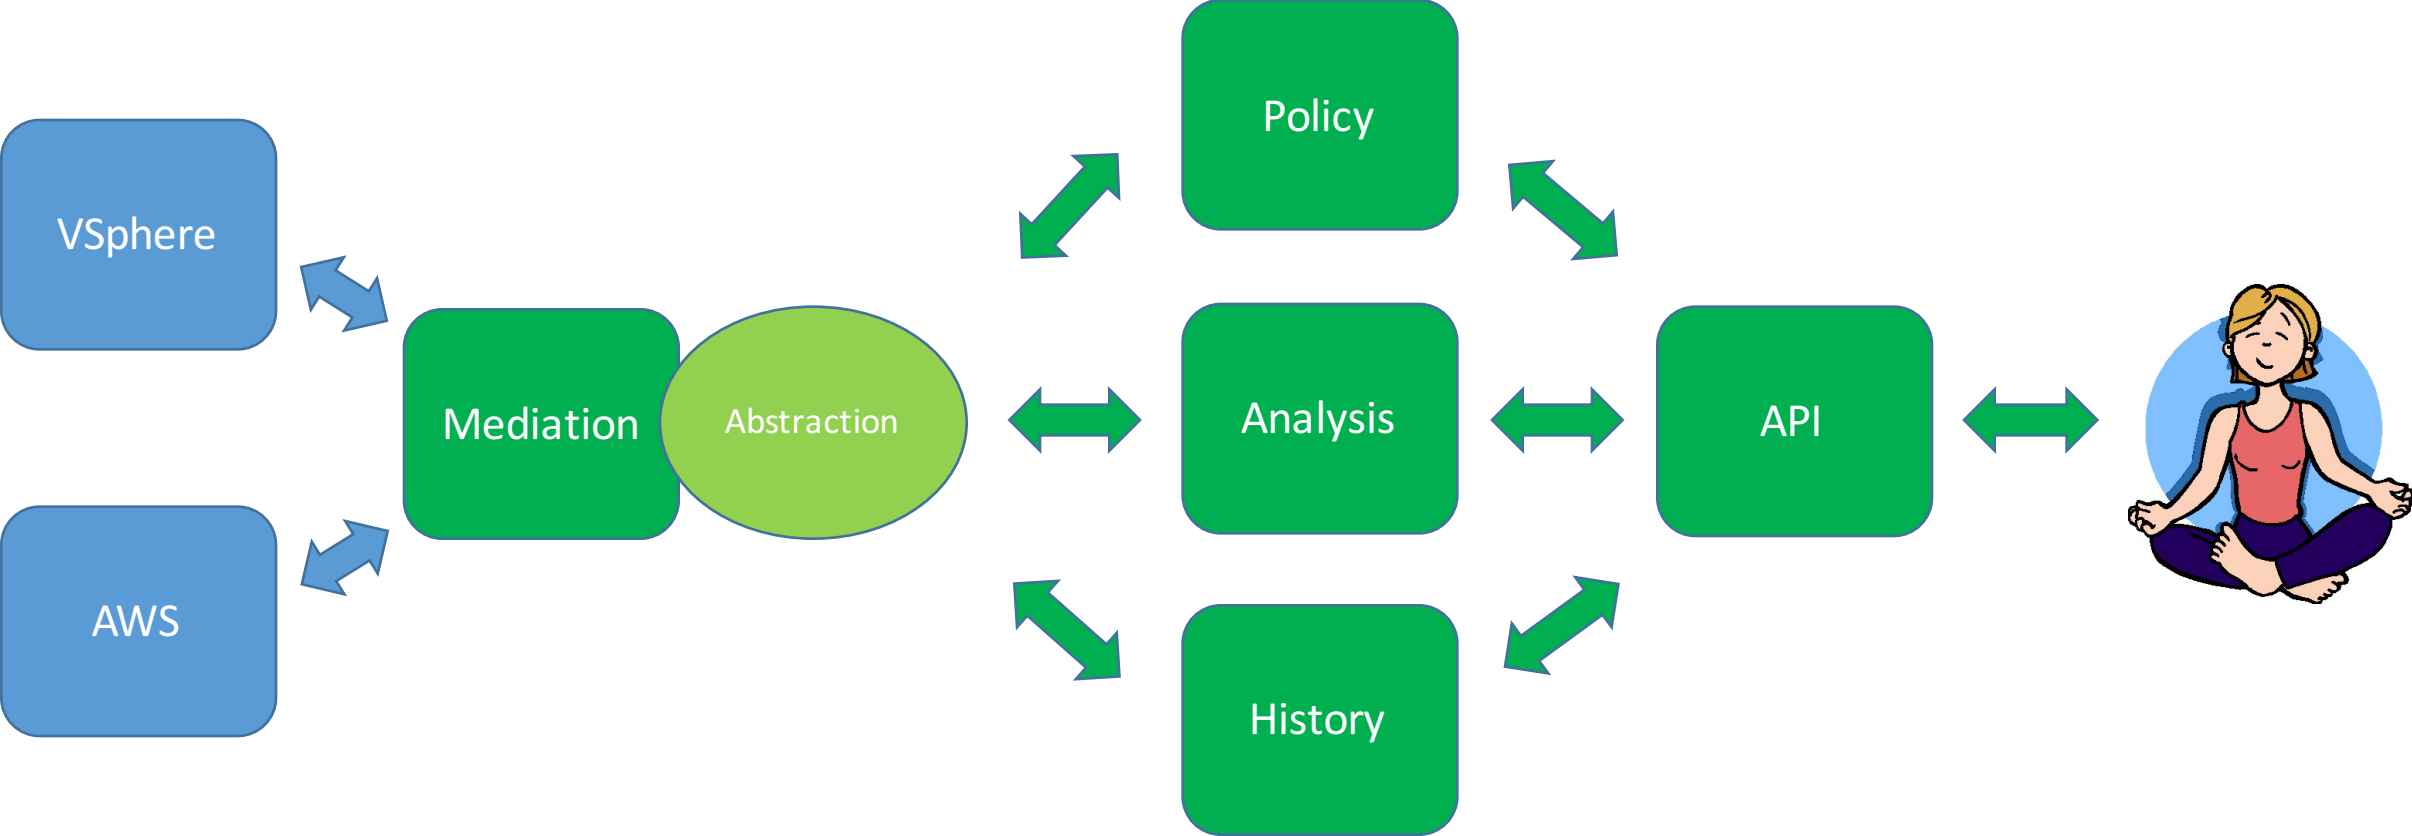 VSphere
AWS
Mediation
Abstraction
Policy
Analysis
History
API